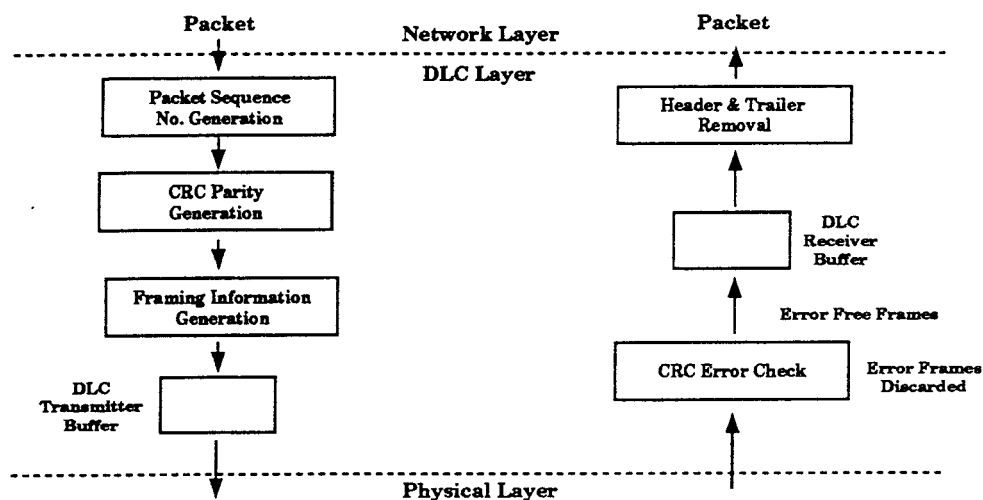 Packet
Network Layer
Packet
DLC Layer
Packet Sequence
No. Generation
CRC Parity
Generation
Framing Information
Generation
DLC
Transmitter
Buffer
Header & Trailer
Removal
DLC
Receiver
Buffer
Error Free Frames
CRC Error Check
Error Frames
Discarded
Physical Layer